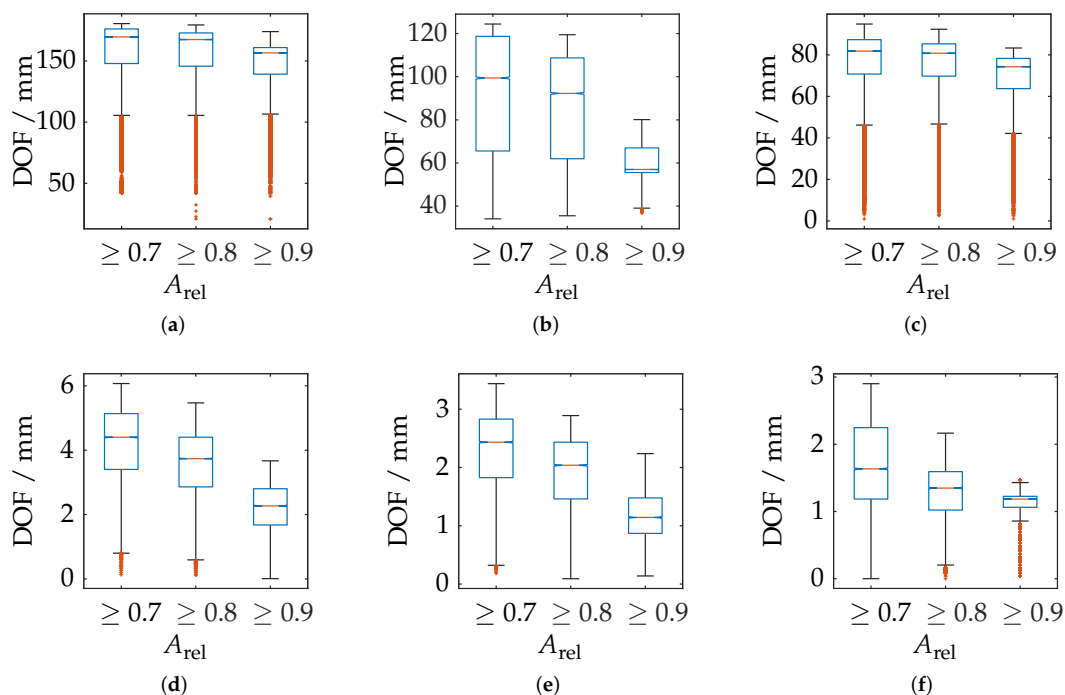 DOF / mm
150
100
50
≥ 0.7 ≥ 0.8 ≥ 0.9
A_rel
(a)
DOF / mm
120
100
80
60
40
≥ 0.7 ≥ 0.8 ≥ 0.9
A_rel
(b)
DOF / mm
80
60
40
20
0
≥ 0.7 ≥ 0.8 ≥ 0.9
A_rel
(c)
DOF / mm
6
4
2
0
≥ 0.7 ≥ 0.8 ≥ 0.9
A_rel
(d)
DOF / mm
3
2
1
0
≥ 0.7 ≥ 0.8 ≥ 0.9
A_rel
(e)
DOF / mm
3
2
1
0
≥ 0.7 ≥ 0.8 ≥ 0.9
A_rel
(f)